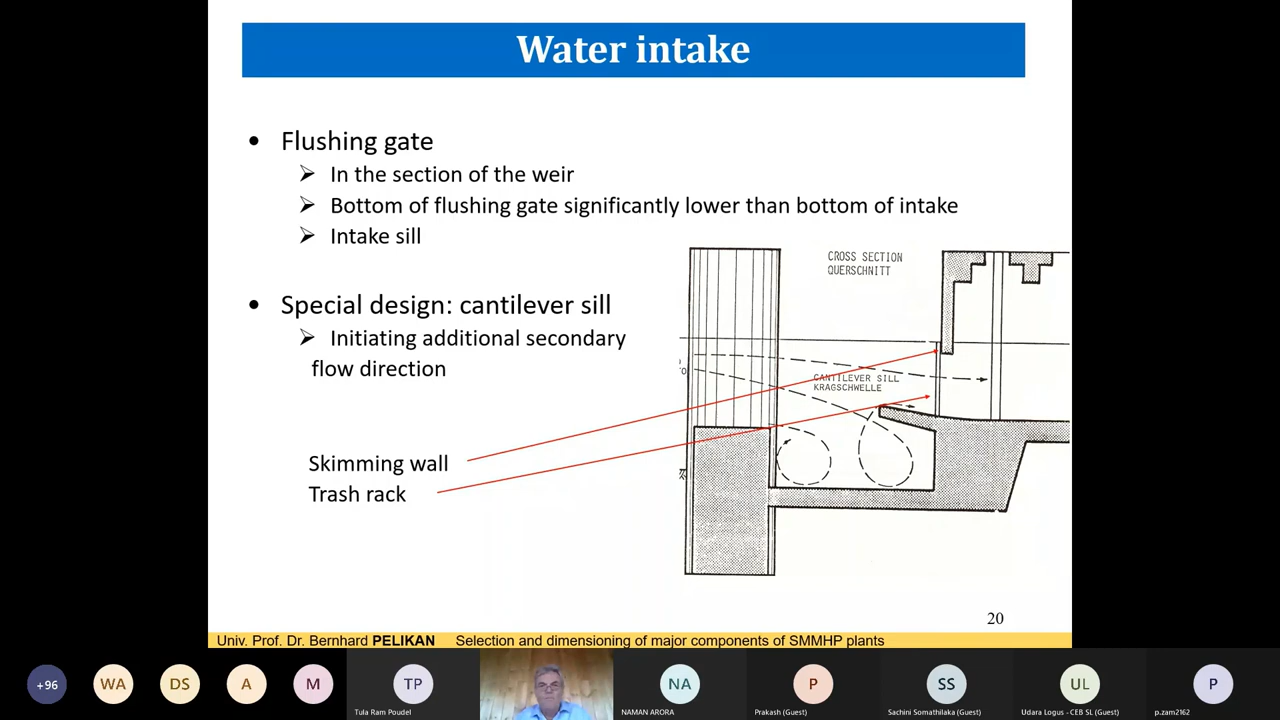 Water intake
• Flushing gate
➢ In the section of the weir
➢ Bottom of flushing gate significantly lower than bottom of intake
➢ Intake sill
CROSS SECTION
QUERSCHNITT
• Special design: cantilever sill
➢ Initiating additional secondary
flow direction
CANTILEVER SILL
KRAGSCHWELLE
Skimming wall
Trash rack
20
Univ. Prof. Dr. Bernhard PELIKAN Selection and dimensioning of major components of SMMHP plants
+96 WA DS A M TP NA P SS UL P
Tula Ram Poudel NAMAN ARORA Prakash (Guest) Sachini Somathilaka (Guest) Udara Logus - CEB SL (Guest) p.zam2162